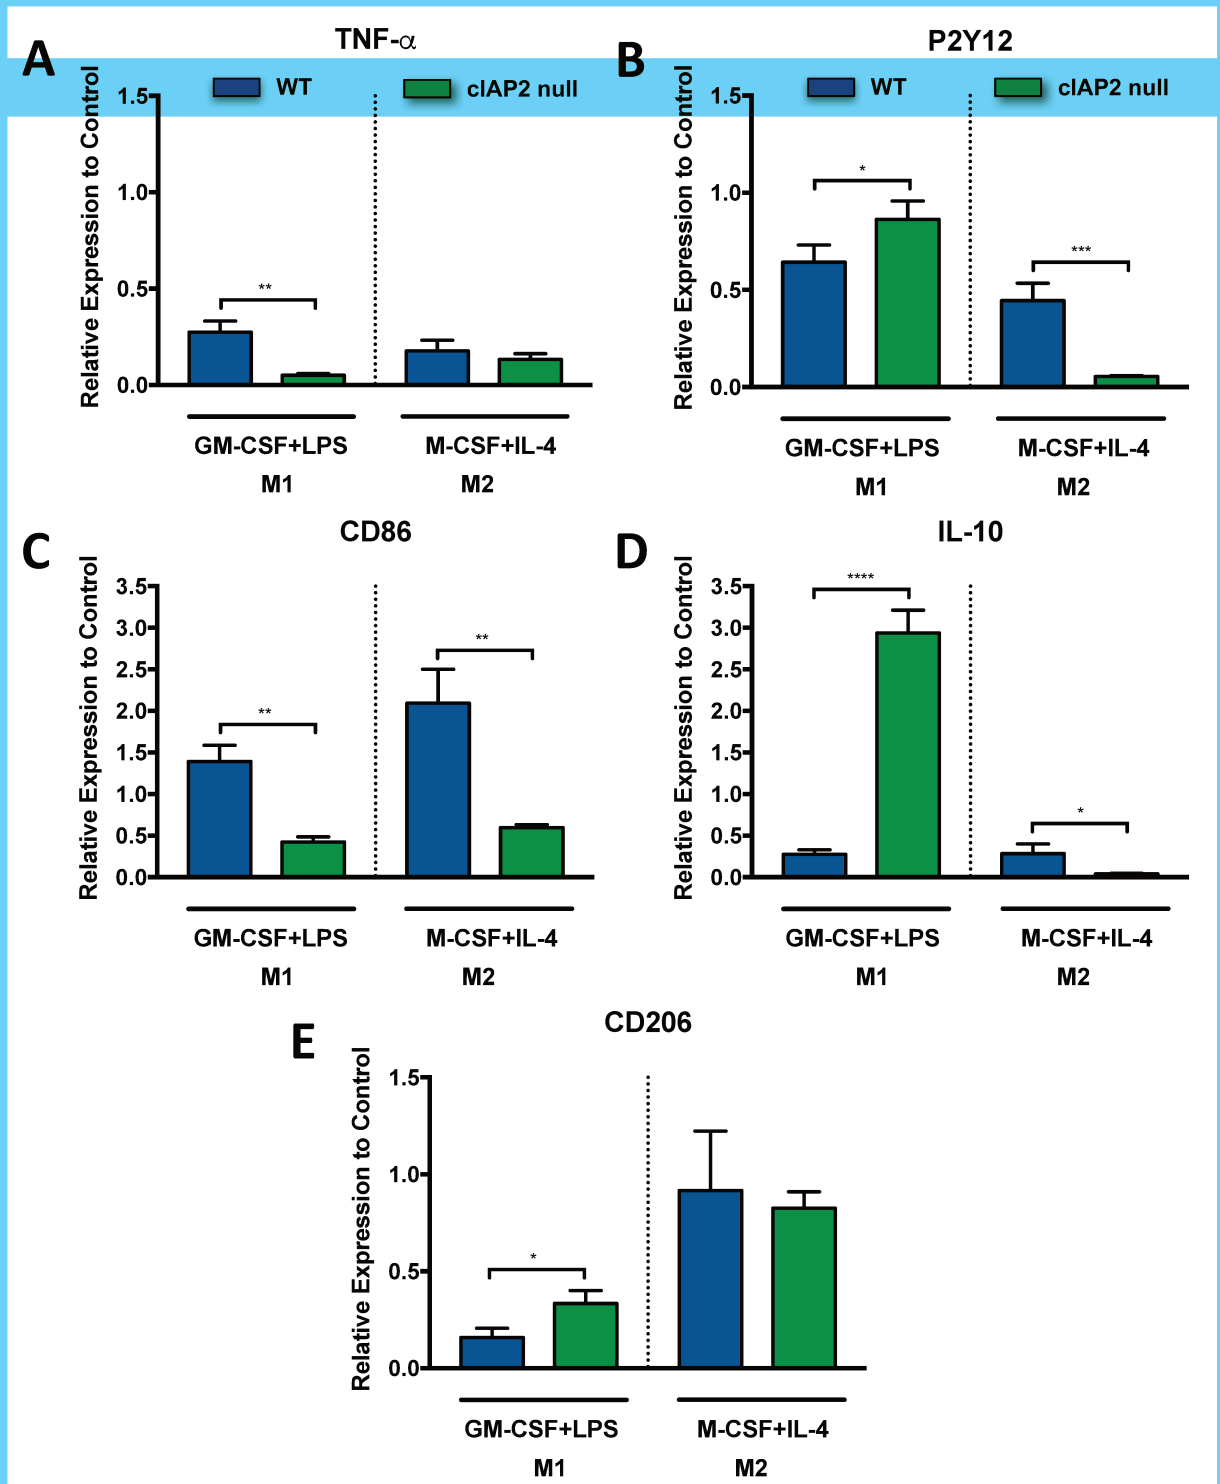 A
TNF-α
WT
cIAP2 null
Relative Expression to Control
1.5
1.0
0.5
0.0
**
GM-CSF+LPS
M-CSF+IL-4
M1
M2
B
P2Y12
WT
cIAP2 null
Relative Expression to Control
1.5
1.0
0.5
0.0
*
***
GM-CSF+LPS
M-CSF+IL-4
M1
M2
C
CD86
Relative Expression to Control
3.5
3.0
2.5
2.0
1.5
1.0
0.5
0.0
**
**
GM-CSF+LPS
M-CSF+IL-4
M1
M2
D
IL-10
Relative Expression to Control
3.5
3.0
2.5
2.0
1.5
1.0
0.5
0.0
****
*
GM-CSF+LPS
M-CSF+IL-4
M1
M2
E
CD206
Relative Expression to Control
1.5
1.0
0.5
0.0
*
GM-CSF+LPS
M-CSF+IL-4
M1
M2